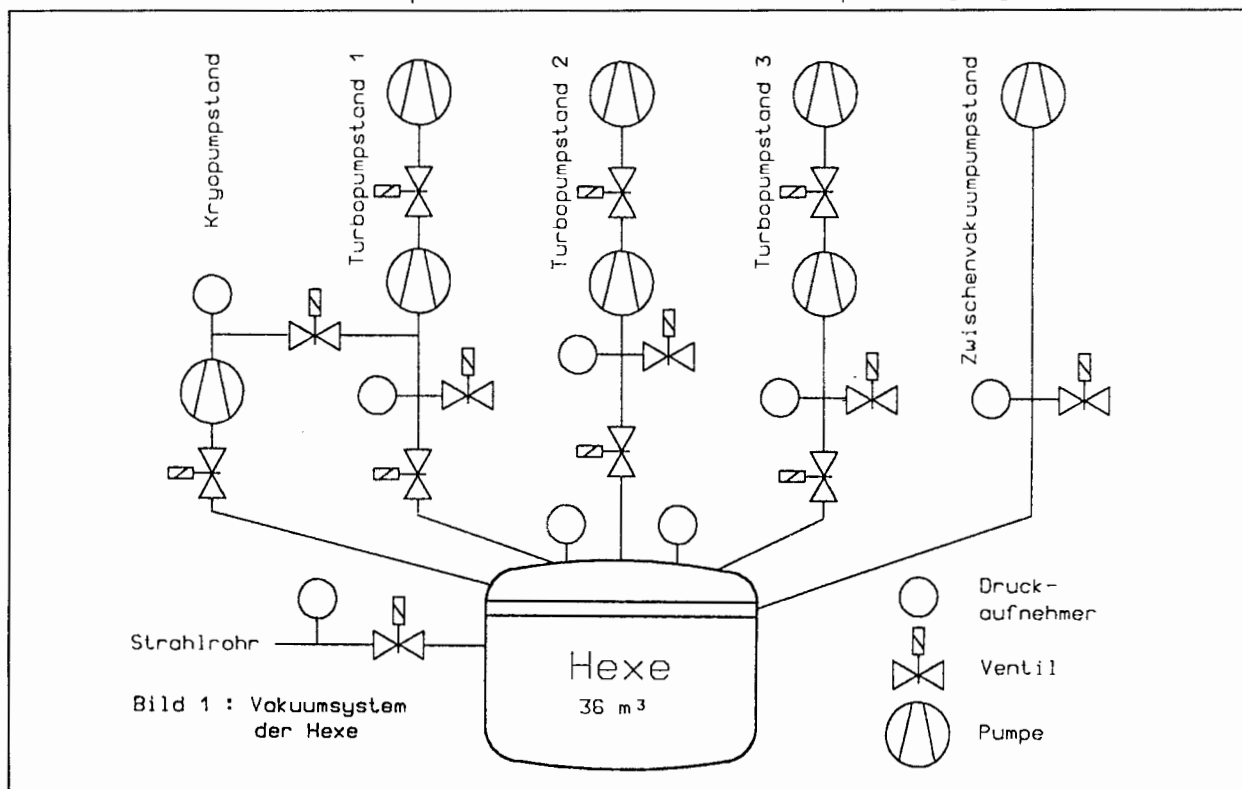 Kryopumpstand
Turbopumpstand 1
Turbopumpstand 2
Turbopumpstand 3
Zwischenvakuumpumpstand
Strahlrohr
Hexe
36 m³
Bild 1 : Vakuumsystem
der Hexe
Druck-
aufnehmer
Ventil
Pumpe